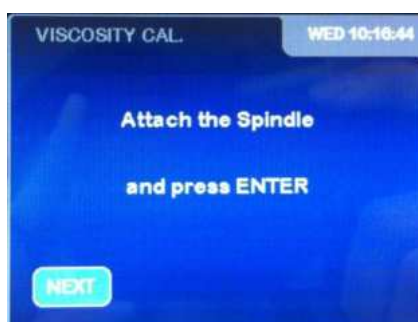 VISCOSITY CAL.
WED 10:16:44
Attach the Spindle
and press ENTER
NEXT